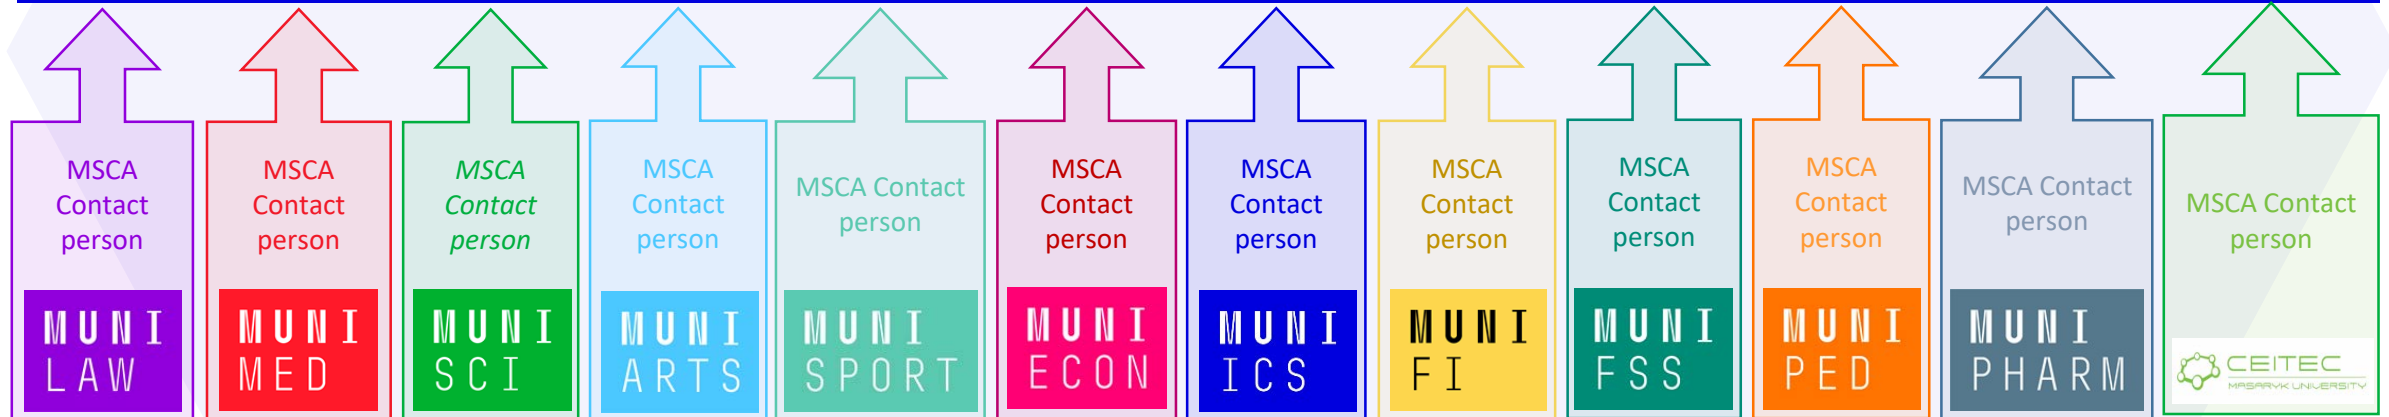 MSCA
Contact
person
MUNI
LAW
MSCA
Contact
person
MUNI
MED
MSCA
Contact
person
MUNI
SCI
MSCA
Contact
person
MUNI
ARTS
MSCA Contact
person
MUNI
SPORT
MSCA
Contact
person
MUNI
ECON
MSCA
Contact
person
MUNI
ICS
MSCA
Contact
person
MUNI
FI
MSCA
Contact
person
MUNI
FSS
MSCA
Contact
person
MUNI
PED
MSCA Contact
person
MUNI
PHARM
MSCA Contact
person
CEITEC
MASARYK UNIVERSITY